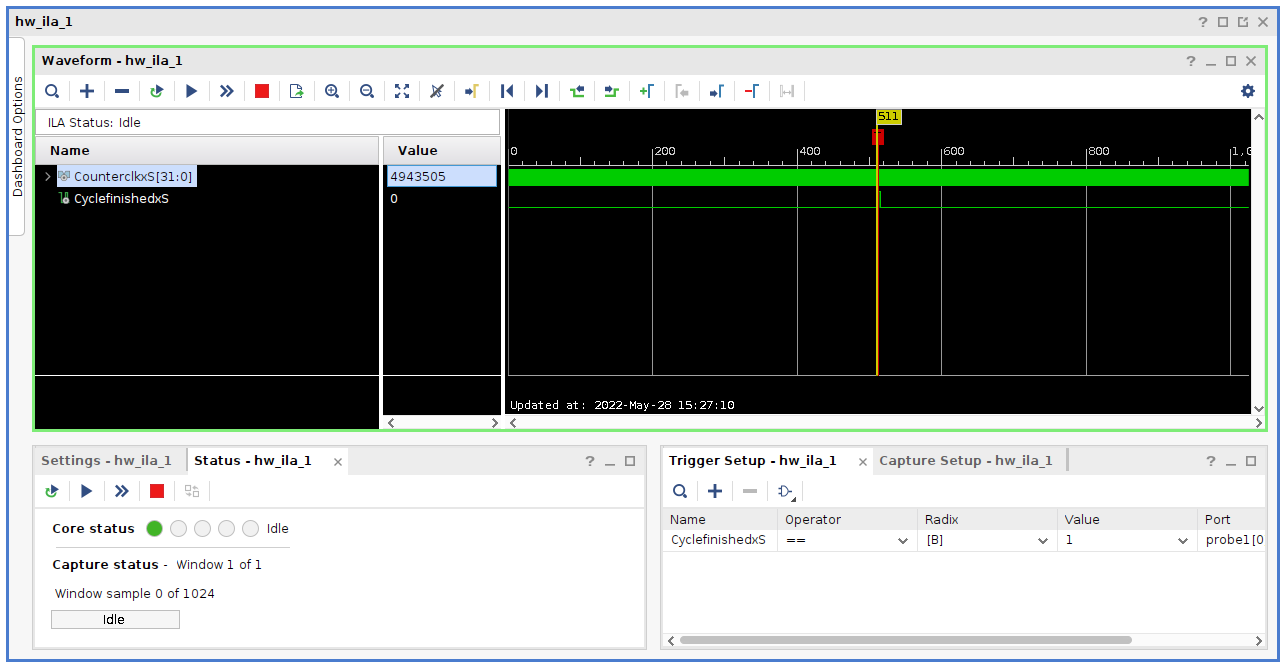 hw_ila_1
Dashboard Options
Waveform - hw_ila_1
ILA Status: Idle
Name Value
CounterclkxS[31:0] 4943505
CyclefinishedxS 0
511
0 200 400 600 800 1,0
Updated at: 2022-May-28 15:27:10
Settings - hw_ila_1 Status - hw_ila_1
Core status Idle
Capture status - Window 1 of 1
Window sample 0 of 1024
Idle
Trigger Setup - hw_ila_1 Capture Setup - hw_ila_1
Name Operator Radix Value Port
CyclefinishedxS == [B] 1 probe1[0